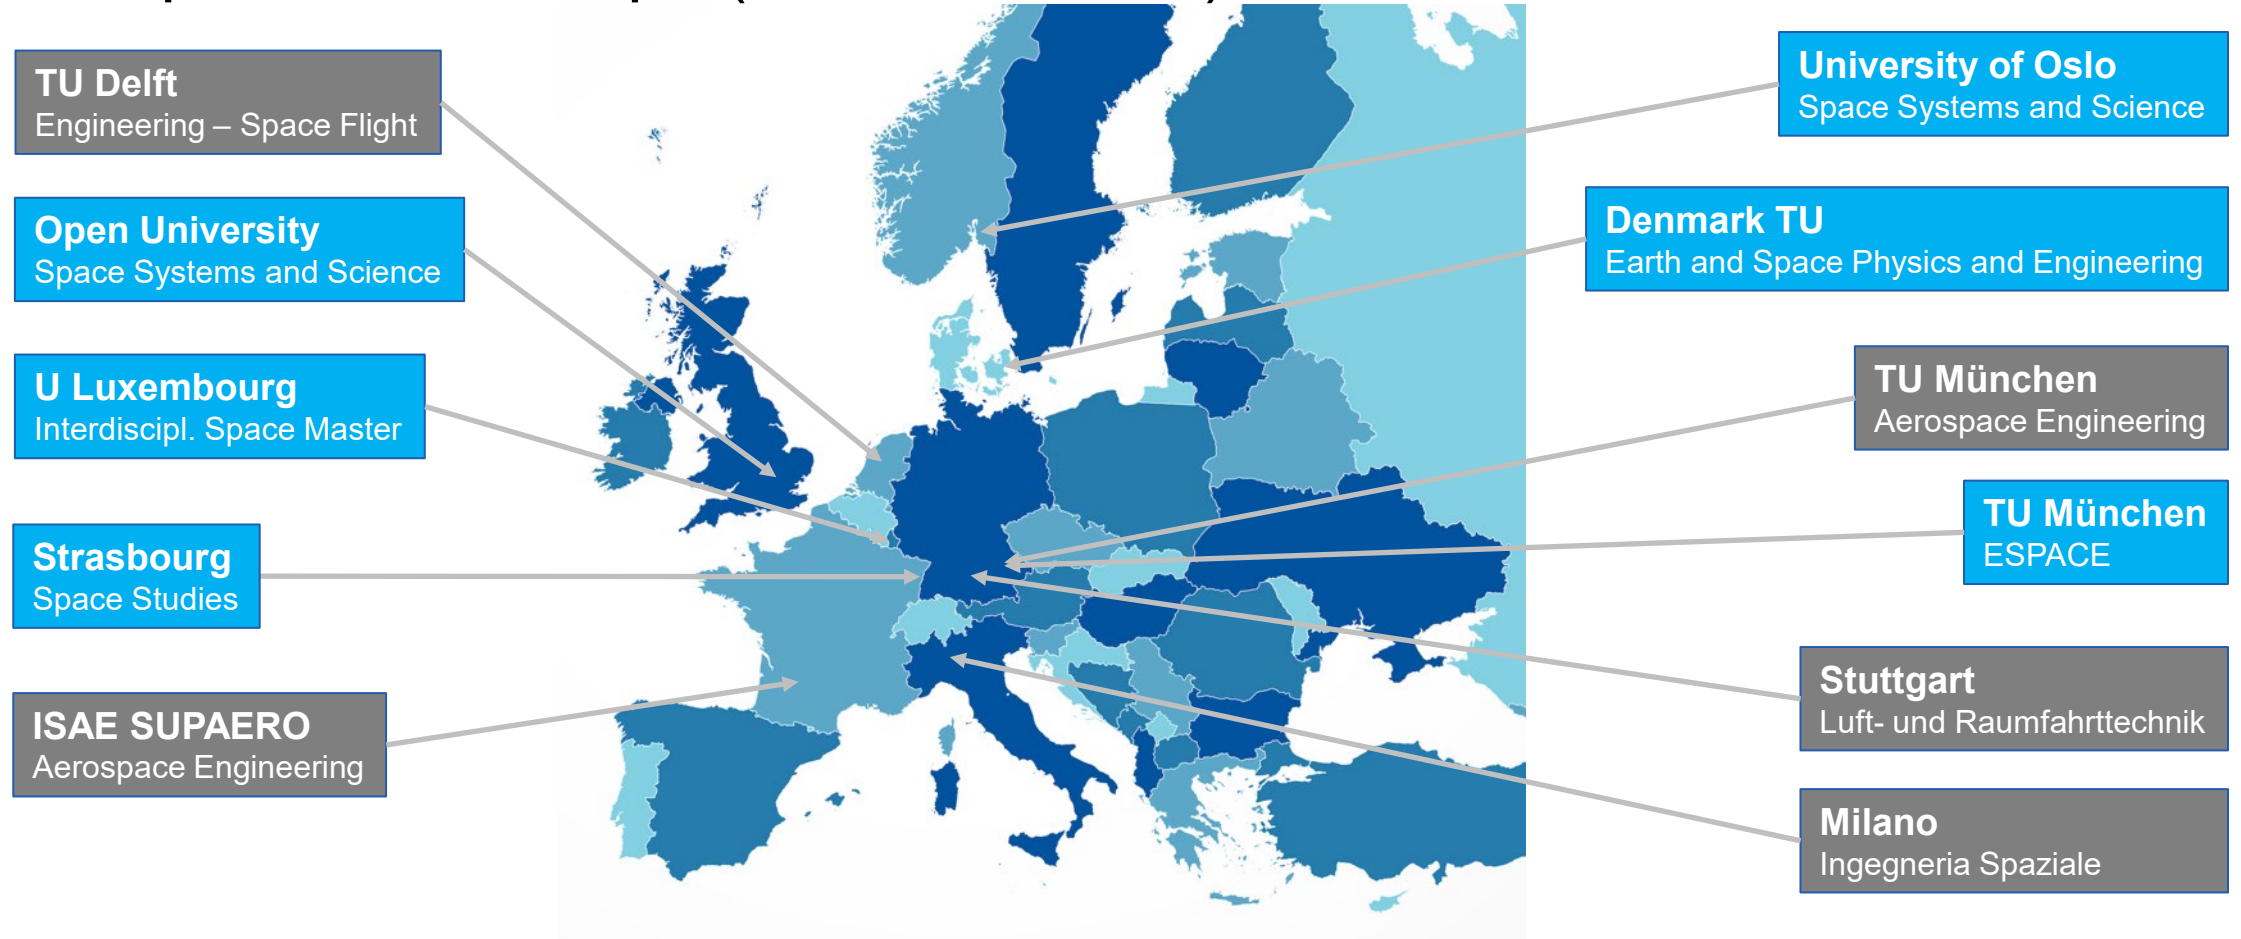 TU Delft
Engineering – Space Flight
Open University
Space Systems and Science
U Luxembourg
Interdiscipl. Space Master
Strasbourg
Space Studies
ISAE SUPAERO
Aerospace Engineering
University of Oslo
Space Systems and Science
Denmark TU
Earth and Space Physics and Engineering
TU München
Aerospace Engineering
TU München
ESPACE
Stuttgart
Luft- und Raumfahrttechnik
Milano
Ingegneria Spaziale